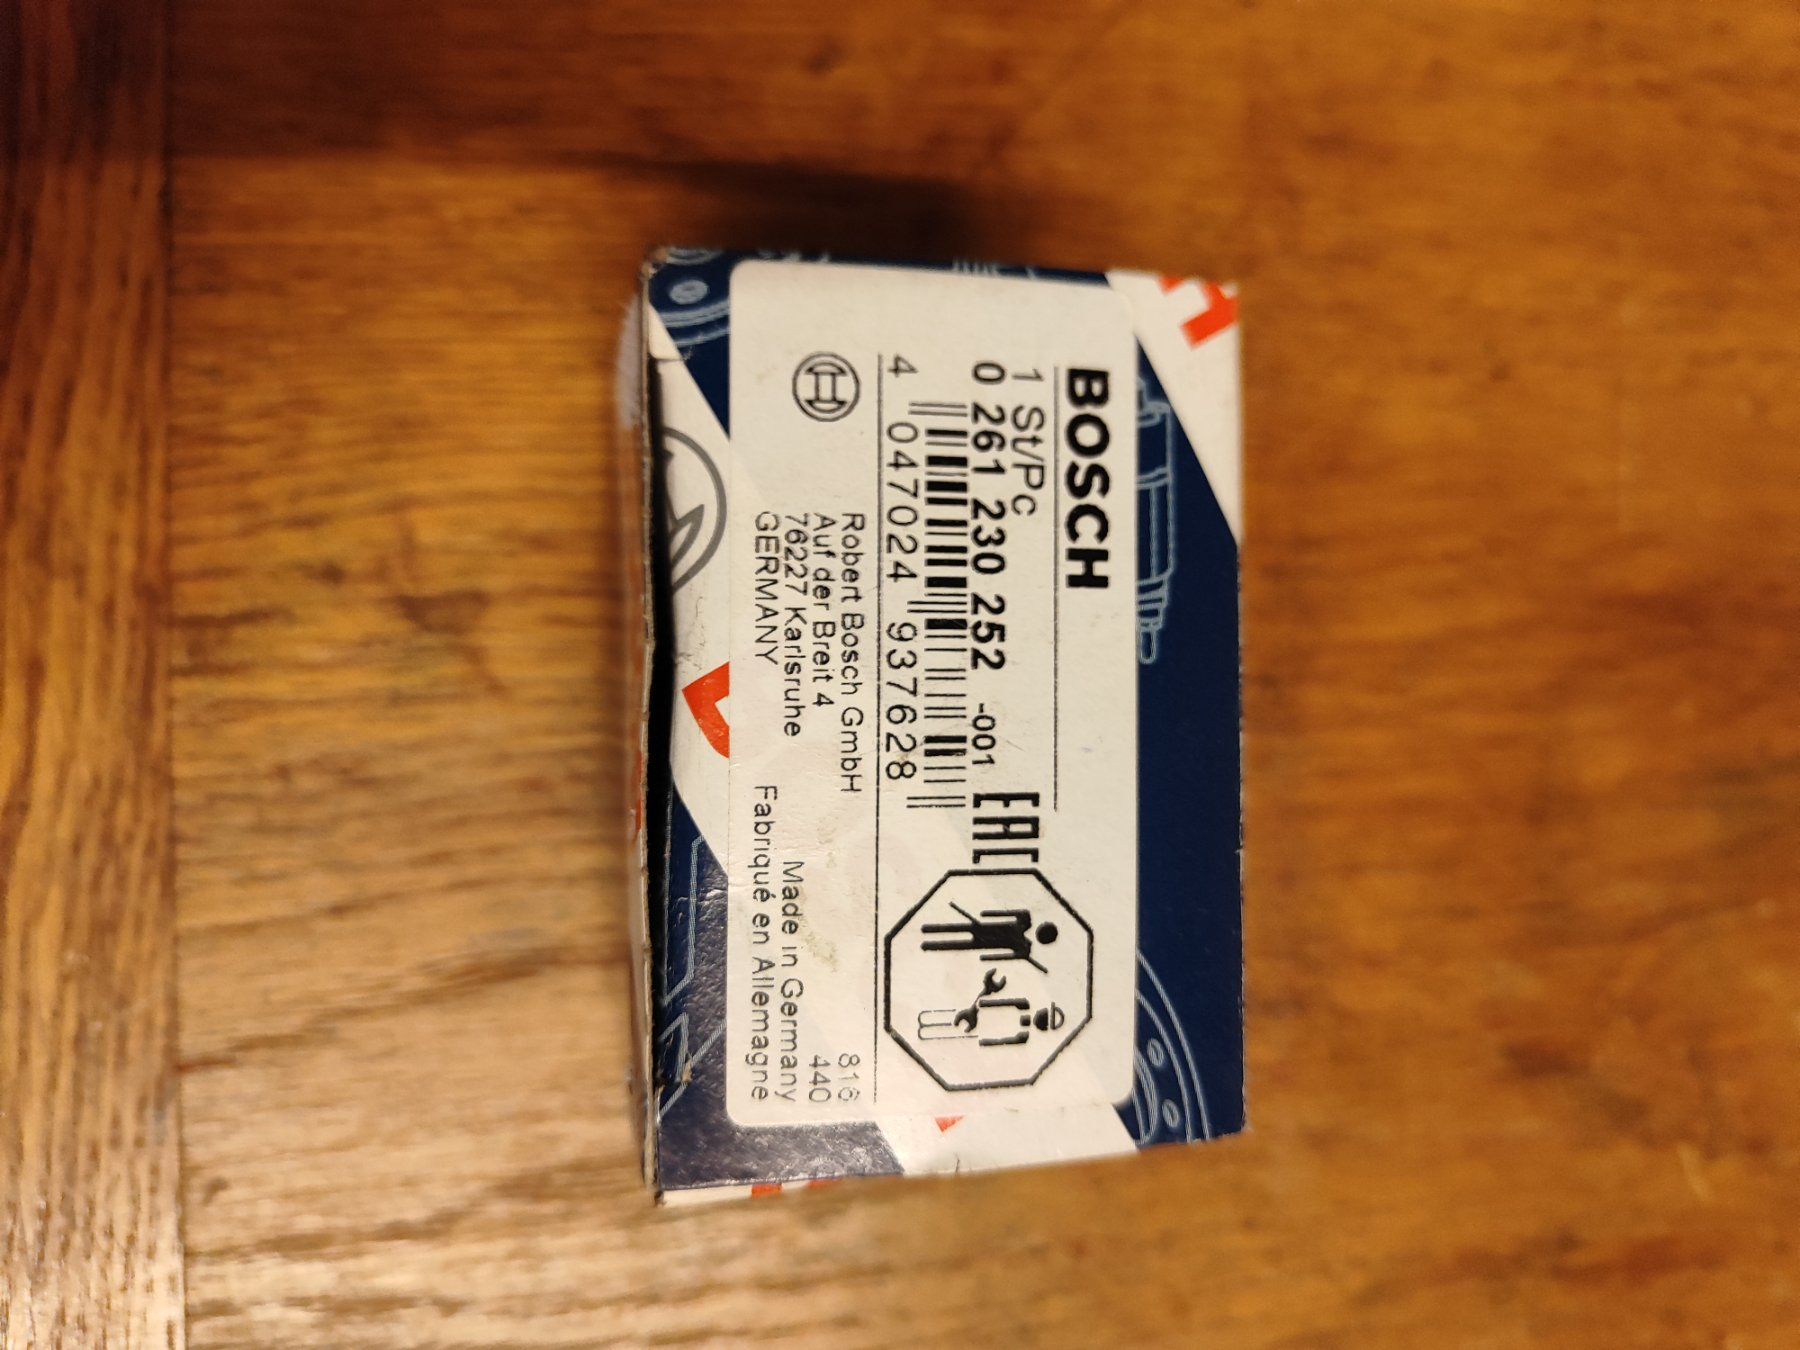 BOSCH
1 St/Pc
0 261 230 252 -001
EAC
4 047024 937628
Robert Bosch GmbH
Auf der Breit 4
76227 Karlsruhe
GERMANY
816
440
Made in Germany
Fabriqué en Allemagne